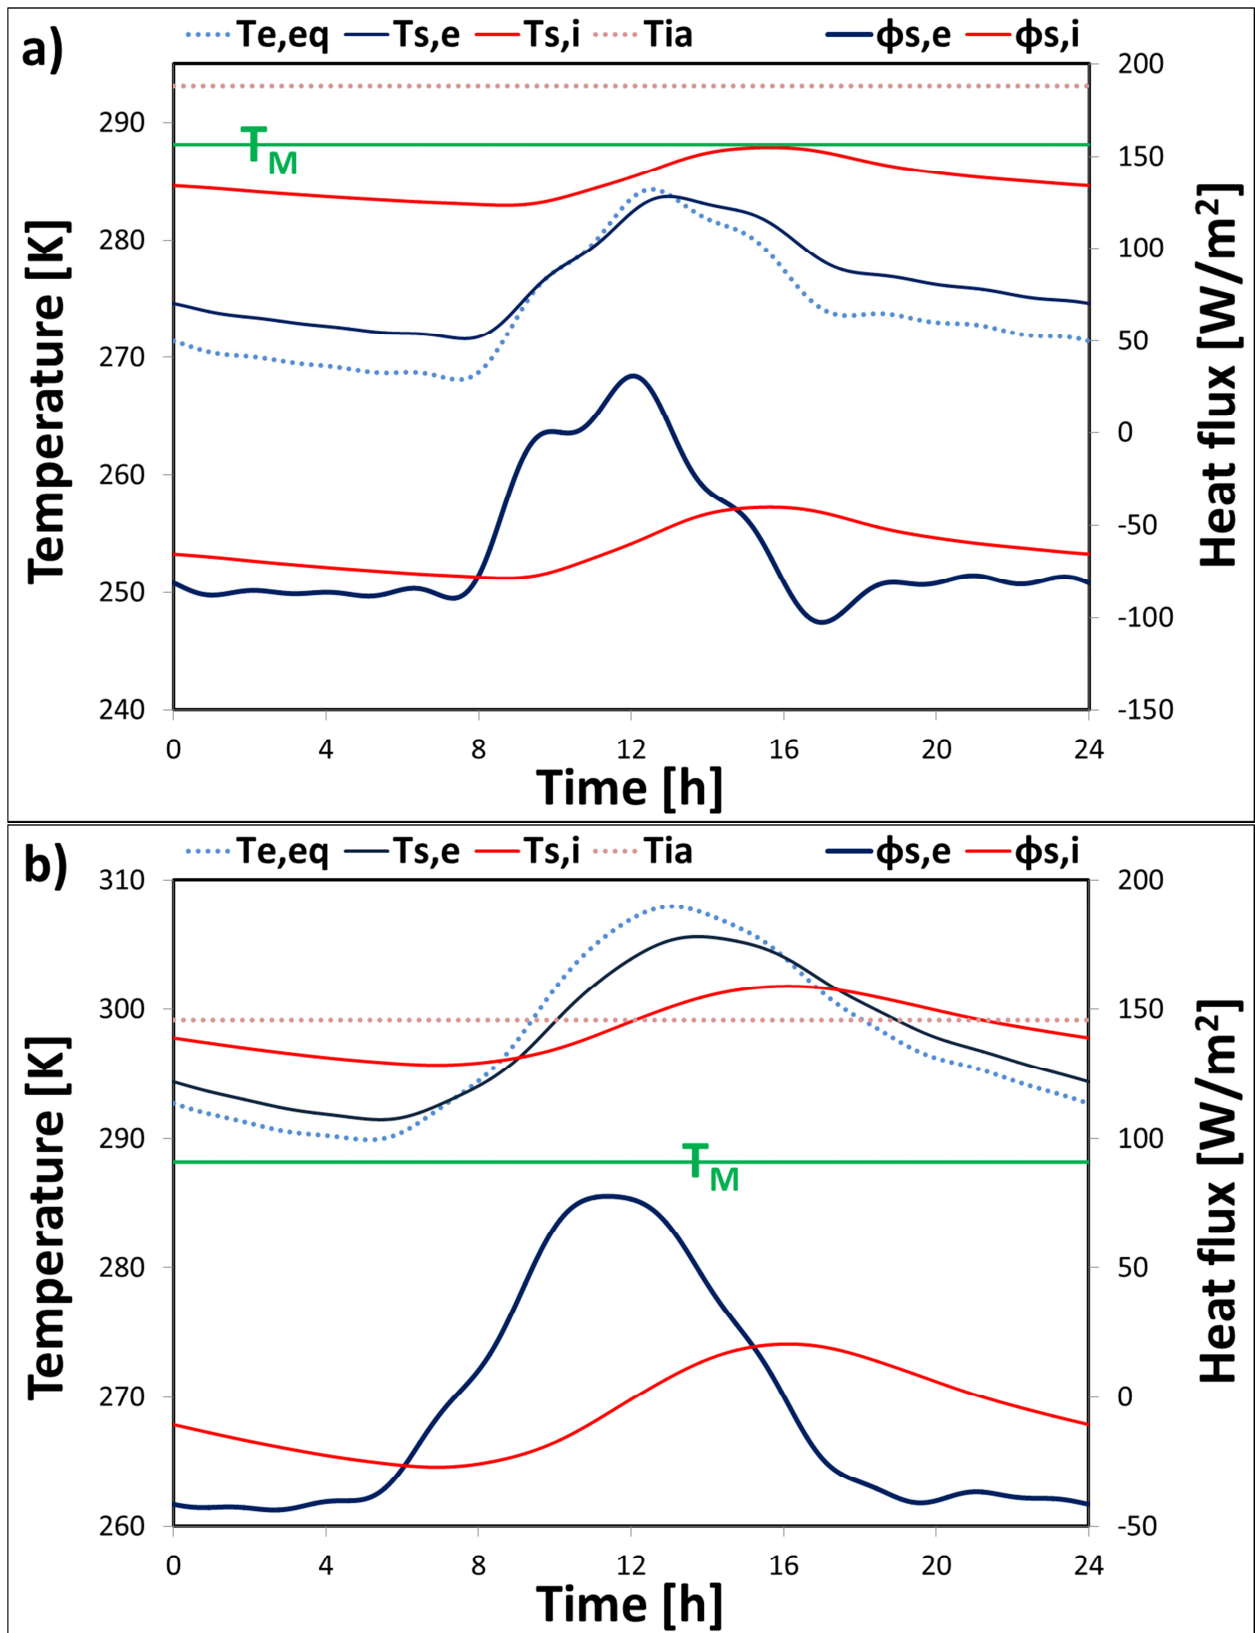 a)
Te,eq Ts,e Ts,i Tia ϕs,e ϕs,i
Temperature [K]
290
280
270
260
250
240
200
150
100
50
0
-50
-100
-150
Heat flux [W/m²]
TM
0 4 8 12 16 20 24
Time [h]
b)
Te,eq Ts,e Ts,i Tia ϕs,e ϕs,i
Temperature [K]
310
300
290
280
270
260
200
150
100
50
0
-50
Heat flux [W/m²]
TM
0 4 8 12 16 20 24
Time [h]